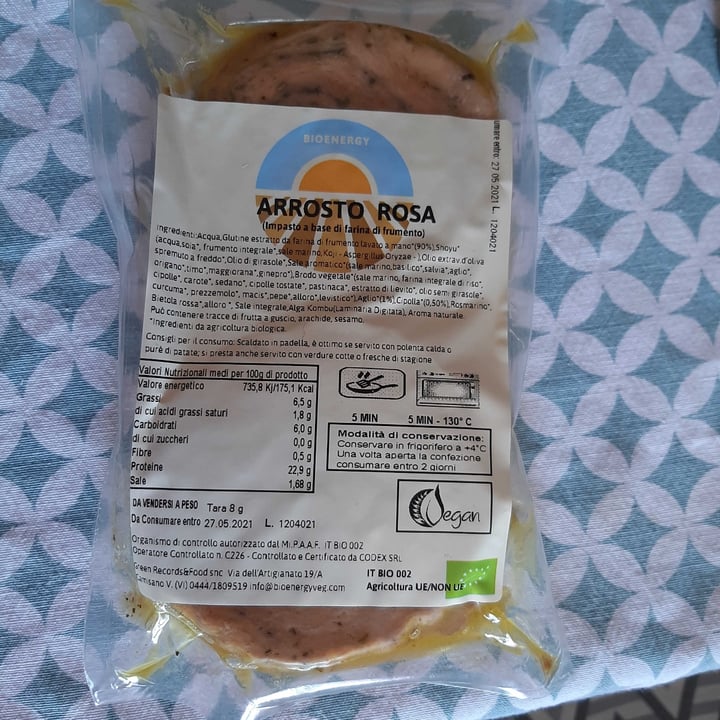 BIOENERGY
ARROSTO ROSA
(Impasto a base di farina di frumento)
Ingredienti:Acqua,Glutine estratto da farina di frumento lavato a mano*(90%),Shoyu*
(acqua,soia*, frumento integrale*,sale marino, Koji - Aspergillus Oryzae - ),Olio extrav.d'oliva
spremuto a freddo*,Olio di girasole*,Sale aromatico*(sale marino,basilico*,salvia*,aglio*,
origano*,timo*,maggiorana*,ginepro*),Brodo vegetale*(sale marino, farina integrale di riso*,
cipolle*, carote*, sedano*, cipolle tostate*, pastinaca*, estratto di lievito*, olio semi girasole*,
curcuma*, prezzemolo*, macis*,pepe*,alloro*,levistico*),Aglio*(1%),Cipolla*(0,50%),Rosmarino*,
Bietola rossa*,alloro *, Sale integrale,Alga Kombu(Laminaria Digitata), Aroma naturale.
Può contenere tracce di frutta a guscio, arachide, sesamo.
*Ingredienti da agricoltura biologica.
Consigli per il consumo: Scaldato in padella, è ottimo se servito con polenta calda o
purè di patate; si presta anche servito con verdure cotte o fresche di stagione
Valori Nutrizionali medi per 100g di prodotto
Valore energetico 735,8 Kj/175,1 Kcal
Grassi 6,5 g
di cui acidi grassi saturi 1,8 g
Carboidrati 6,0 g
di cui zuccheri 0,0 g
Fibre 0,5 g
Proteine 22,9 g
Sale 1,68 g
5 MIN 5 MIN - 130° C
Modalità di conservazione:
Conservare in frigorifero a +4°C
Una volta aperta la confezione
consumare entro 2 giorni
DA VENDERSI A PESO Tara 8 g
Da Consumare entro 27.05.2021 L. 1204021
Vegan
Organismo di controllo autorizzato dal Mi.P.A.A.F. IT BIO 002
Operatore Controllato n. C226 - Controllato e Certificato da CODEX SRL
Green Records&Food snc Via dell'Artigianato 19/A
Camisano V. (VI) 0444/1809519 info@bioenergyveg.com
IT BIO 002
Agricoltura UE/NON UE
entro: 27 05 2021 L. 1204021